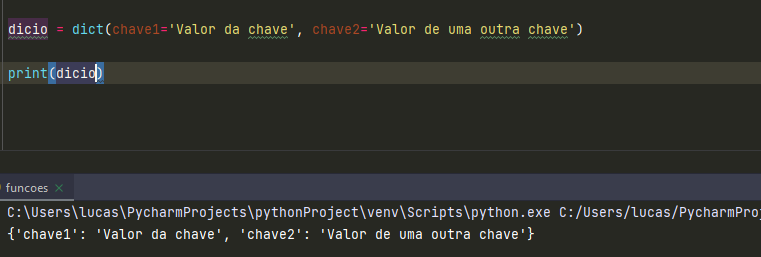 dicio = dict(chave1='Valor da chave', chave2='Valor de uma outra chave')
print(dicio)
funcoes
C:\Users\lucas\PycharmProjects\pythonProject\venv\Scripts\python.exe C:/Users/lucas/PycharmProj
{'chave1': 'Valor da chave', 'chave2': 'Valor de uma outra chave'}